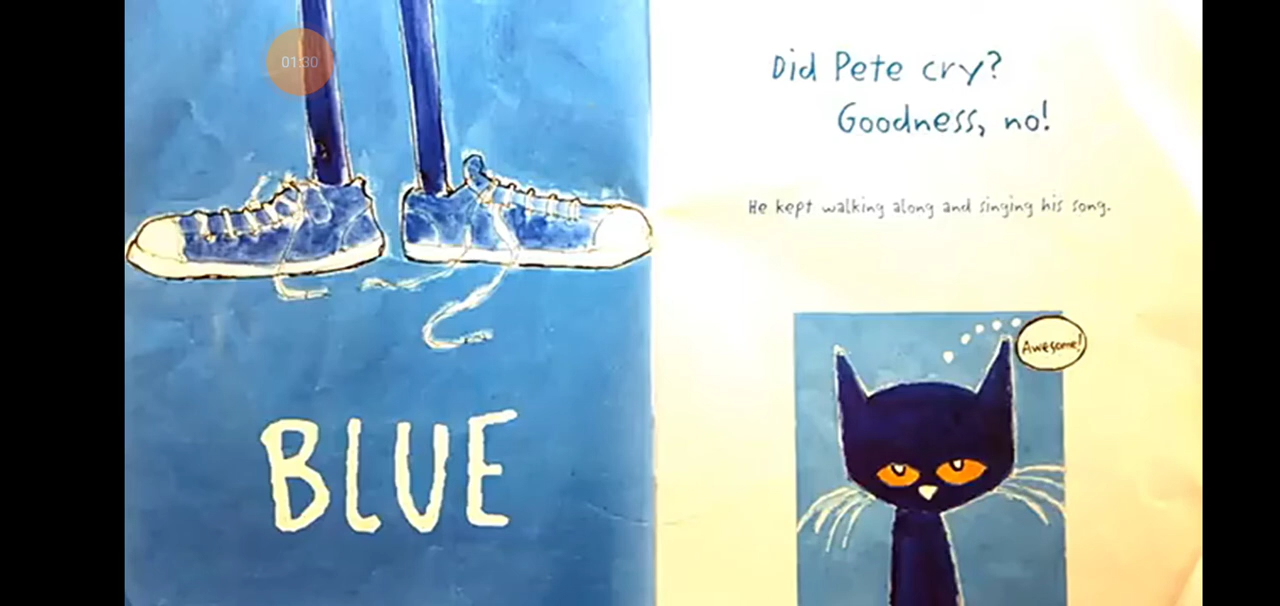 01:30
BLUE
Did Pete cry?
Goodness, no!
He kept walking along and singing his song.
Awesome!